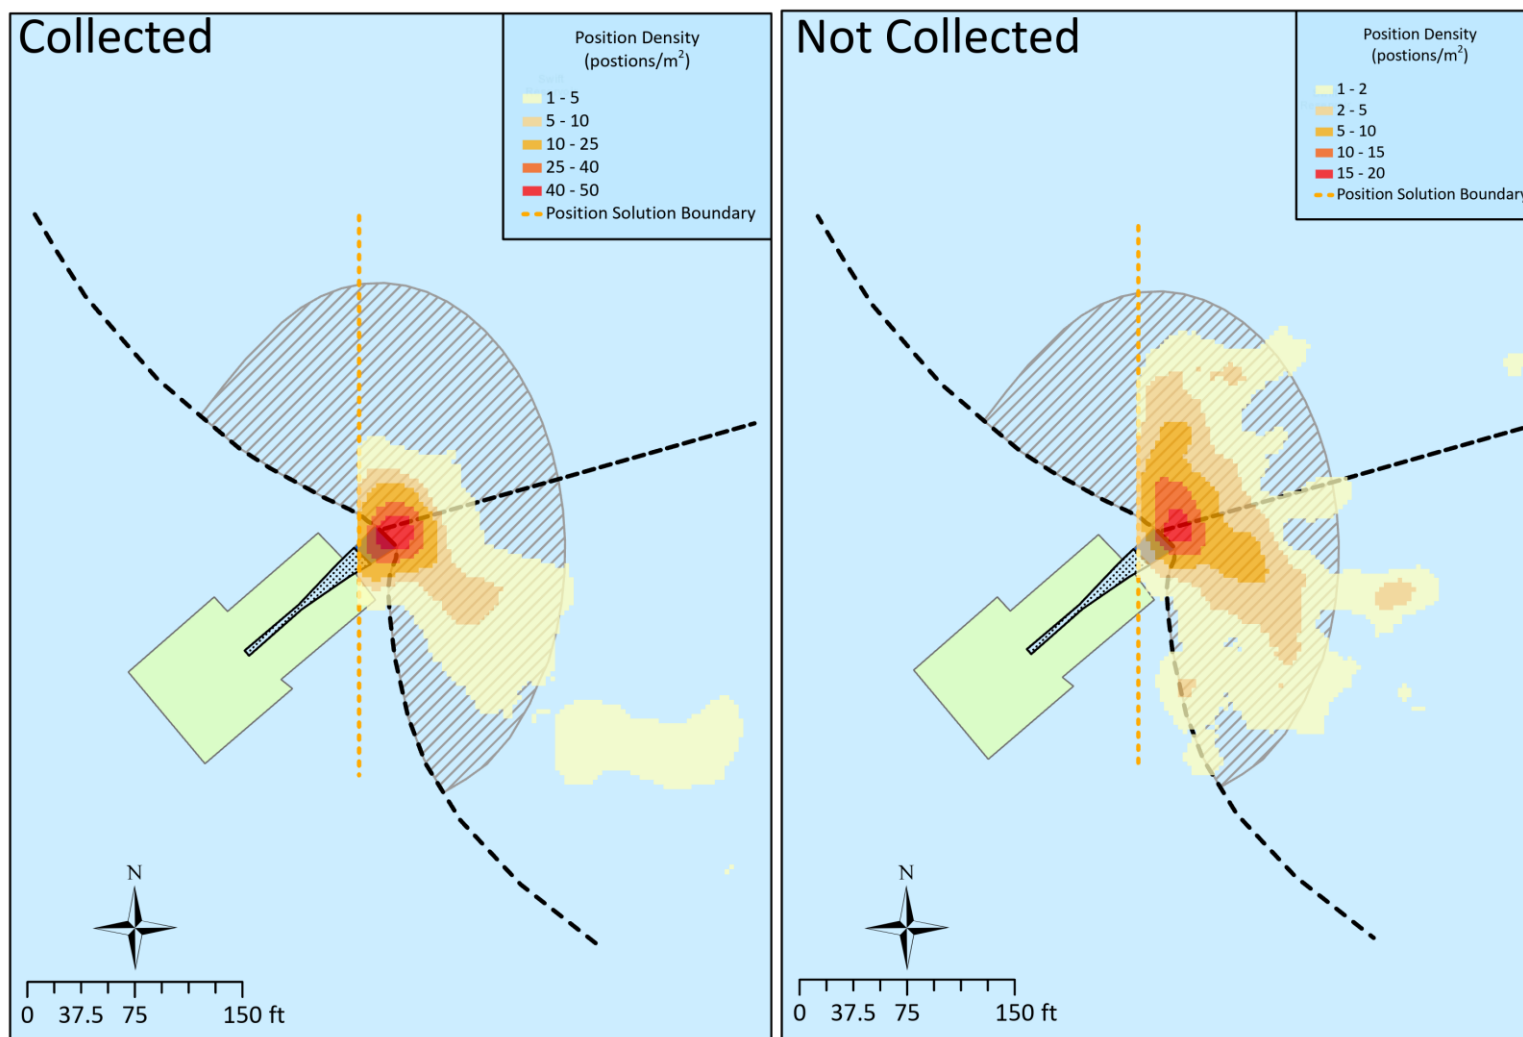 Collected
Position Density
(postions/m²)
1 - 5
5 - 10
10 - 25
25 - 40
40 - 50
Position Solution Boundary
N
0 37.5 75 150 ft
Not Collected
Position Density
(postions/m²)
1 - 2
2 - 5
5 - 10
10 - 15
15 - 20
Position Solution Boundary
N
0 37.5 75 150 ft